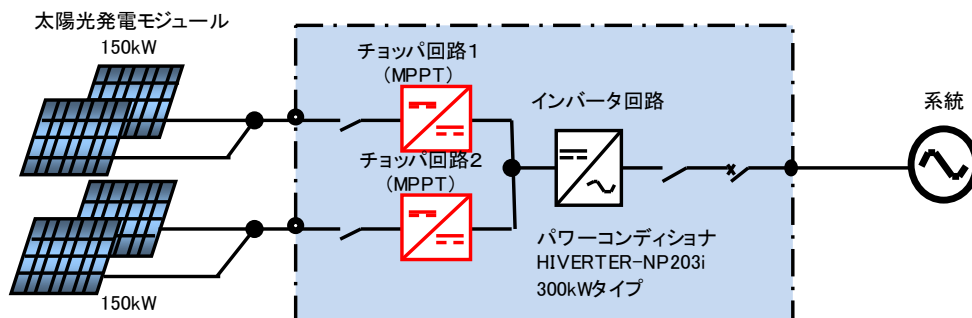 太陽光発電モジュール
150kW
チョッパ回路1
(MPPT)
インバータ回路
系統
チョッパ回路2
(MPPT)
パワーコンディショナ
HIVERTER-NP203i
300kWタイプ
150kW